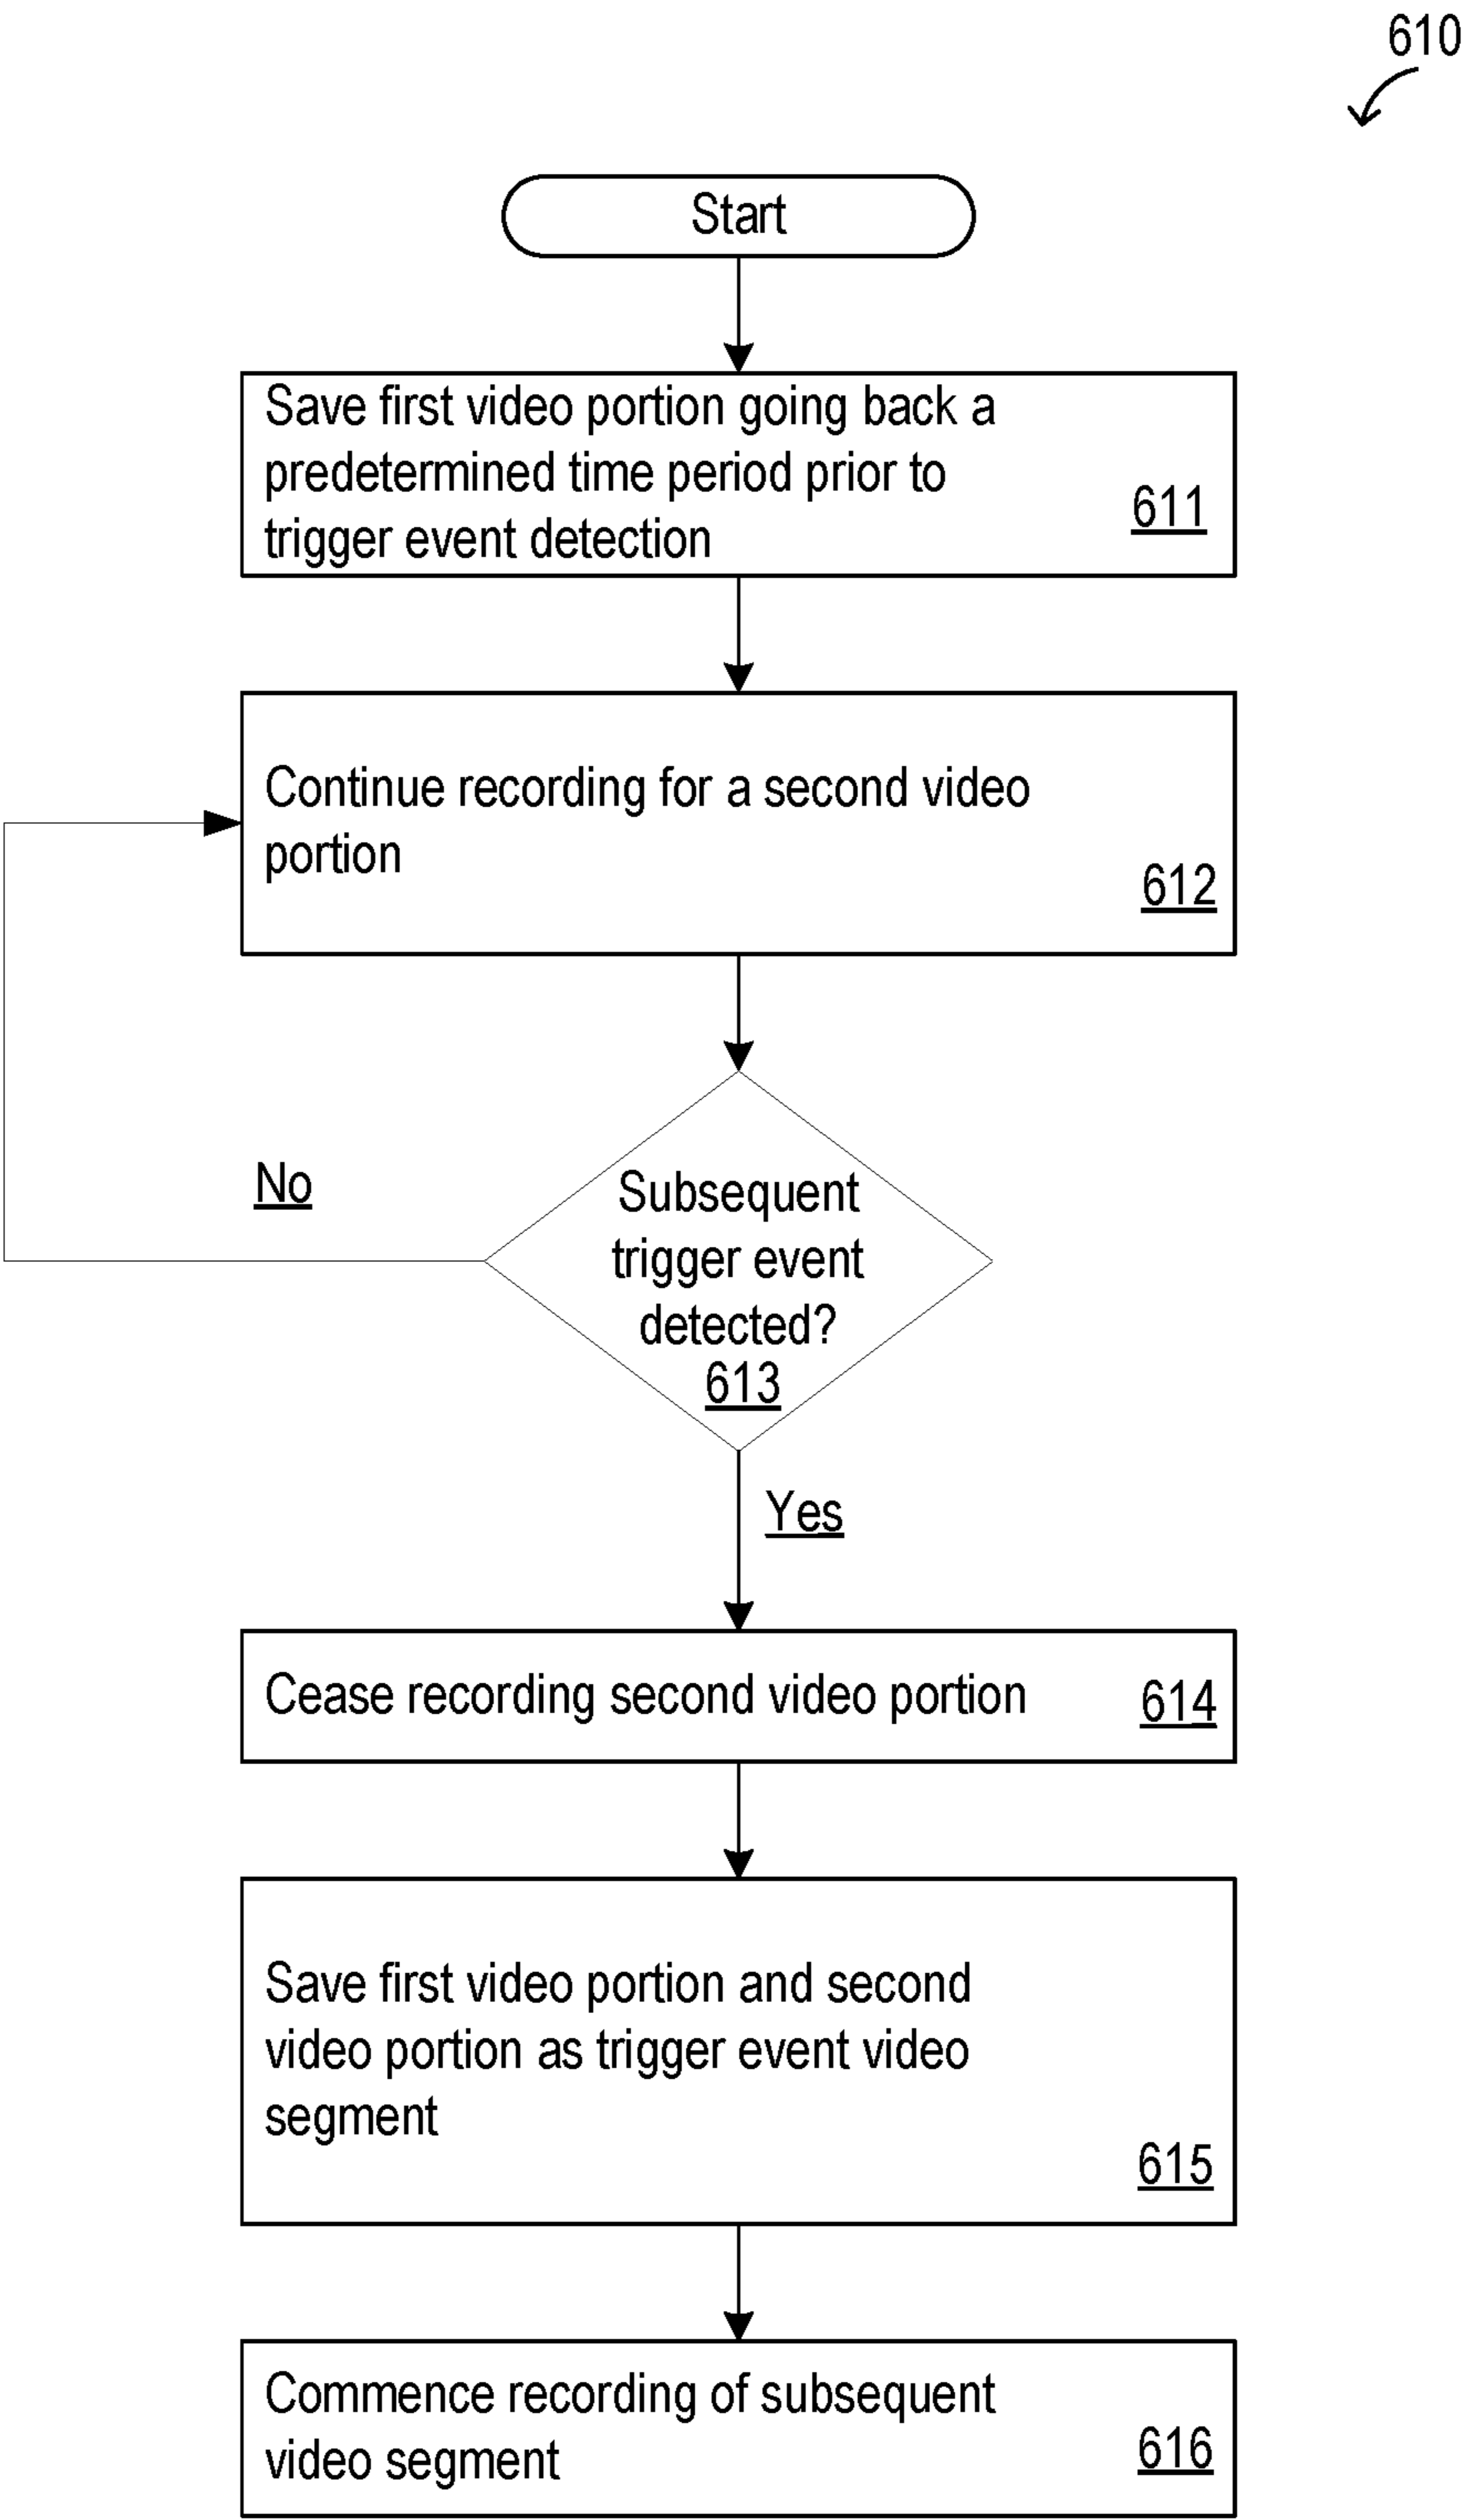 610
Start
Save first video portion going back a
predetermined time period prior to
trigger event detection
611
Continue recording for a second video
portion
612
No
Subsequent
trigger event
detected?
613
Yes
Cease recording second video portion
614
Save first video portion and second
video portion as trigger event video
segment
615
Commence recording of subsequent
video segment
616